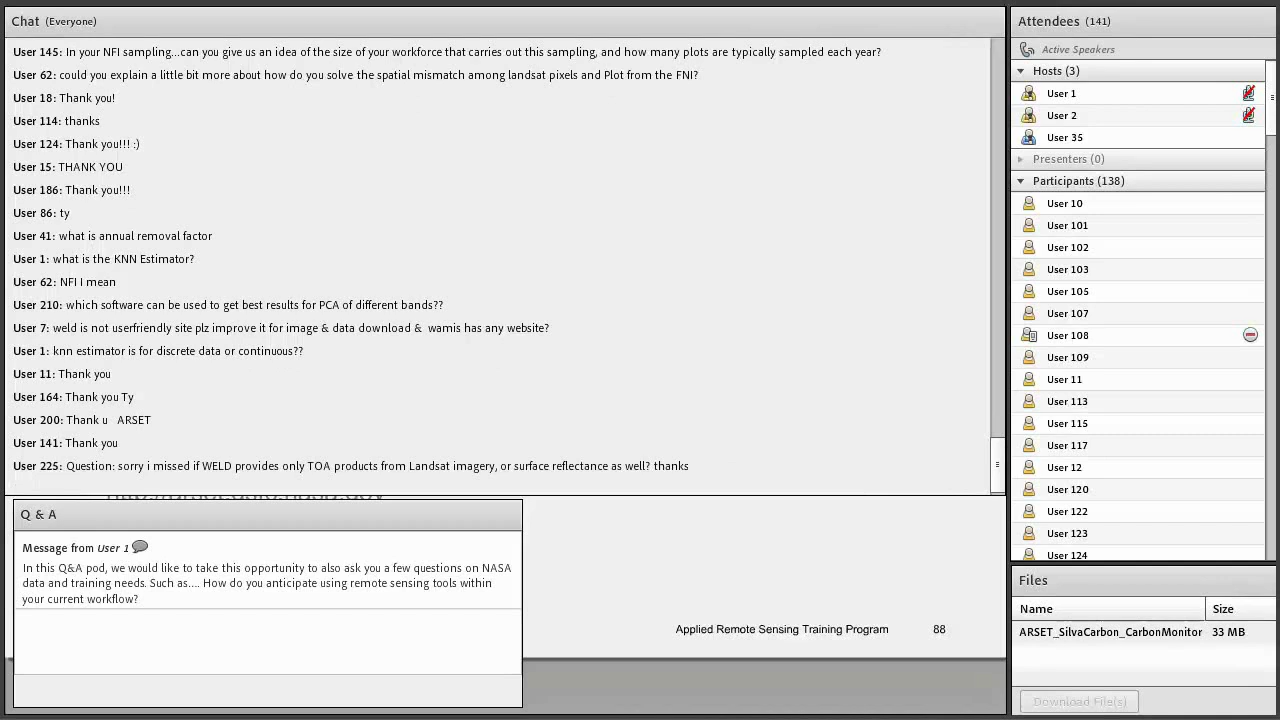 Chat (Everyone)
User 145: In your NFI sampling...can you give us an idea of the size of your workforce that carries out this sampling, and how many plots are typically sampled each year?
User 62: could you explain a little bit more about how do you solve the spatial mismatch among landsat pixels and Plot from the FNI?
User 18: Thank you!
User 114: thanks
User 124: Thank you!!! :)
User 15: THANK YOU
User 186: Thank you!!!
User 86: ty
User 41: what is annual removal factor
User 1: what is the KNN Estimator?
User 62: NFI I mean
User 210: which software can be used to get best results for PCA of different bands??
User 7: weld is not userfriendly site plz improve it for image & data download &  wamis has any website?
User 1: knn estimator is for discrete data or continuous??
User 11: Thank you
User 164: Thank you Ty
User 200: Thank u   ARSET
User 141: Thank you
User 225: Question: sorry i missed if WELD provides only TOA products from Landsat imagery, or surface reflectance as well? thanks
Q & A
Message from User 1
In this Q&A pod, we would like to take this opportunity to also ask you a few questions on NASA
data and training needs. Such as.... How do you anticipate using remote sensing tools within
your current workflow?
Applied Remote Sensing Training Program 88
Attendees (141)
Active Speakers
Hosts (3)
User 1
User 2
User 35
Presenters (0)
Participants (138)
User 10
User 101
User 102
User 103
User 105
User 107
User 108
User 109
User 11
User 113
User 115
User 117
User 12
User 120
User 122
User 123
User 124
Files
Name Size
ARSET_SilvaCarbon_CarbonMonitor 33 MB
Download File(s)